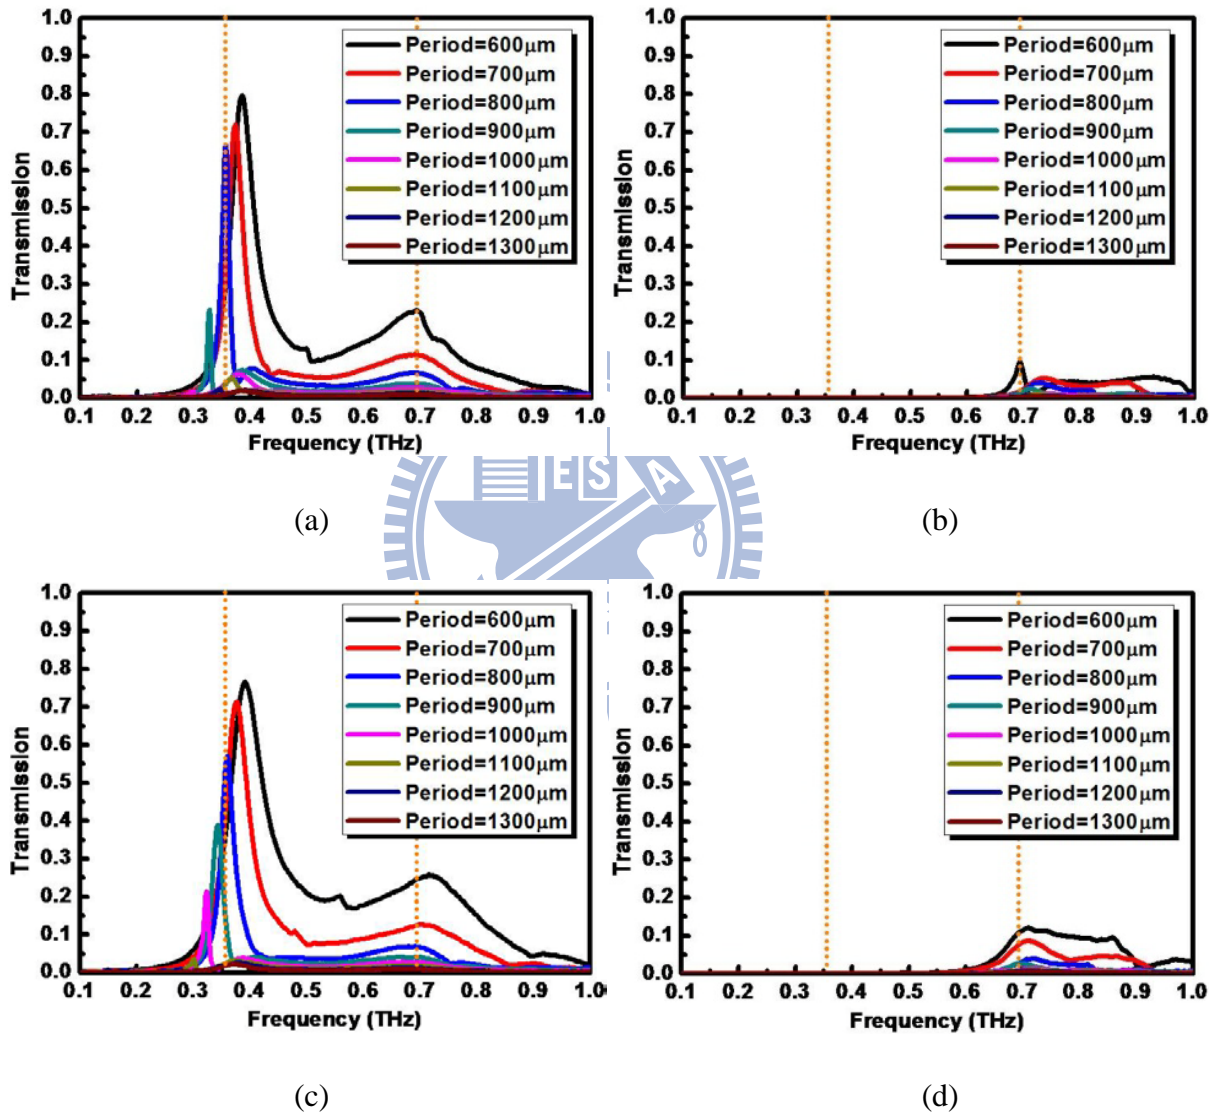 1.0
0.9
0.8
0.7
0.6
0.5
0.4
0.3
0.2
0.1
0.0
Transmission
Period=600μm
Period=700μm
Period=800μm
Period=900μm
Period=1000μm
Period=1100μm
Period=1200μm
Period=1300μm
0.1 0.2 0.3 0.4 0.5 0.6 0.7 0.8 0.9 1.0
Frequency (THz)
(a)
1.0
0.9
0.8
0.7
0.6
0.5
0.4
0.3
0.2
0.1
0.0
Transmission
Period=600μm
Period=700μm
Period=800μm
Period=900μm
Period=1000μm
Period=1100μm
Period=1200μm
Period=1300μm
0.1 0.2 0.3 0.4 0.5 0.6 0.7 0.8 0.9 1.0
Frequency (THz)
(b)
E S A
8
1.0
0.9
0.8
0.7
0.6
0.5
0.4
0.3
0.2
0.1
0.0
Transmission
Period=600μm
Period=700μm
Period=800μm
Period=900μm
Period=1000μm
Period=1100μm
Period=1200μm
Period=1300μm
0.1 0.2 0.3 0.4 0.5 0.6 0.7 0.8 0.9 1.0
Frequency (THz)
(c)
1.0
0.9
0.8
0.7
0.6
0.5
0.4
0.3
0.2
0.1
0.0
Transmission
Period=600μm
Period=700μm
Period=800μm
Period=900μm
Period=1000μm
Period=1100μm
Period=1200μm
Period=1300μm
0.1 0.2 0.3 0.4 0.5 0.6 0.7 0.8 0.9 1.0
Frequency (THz)
(d)